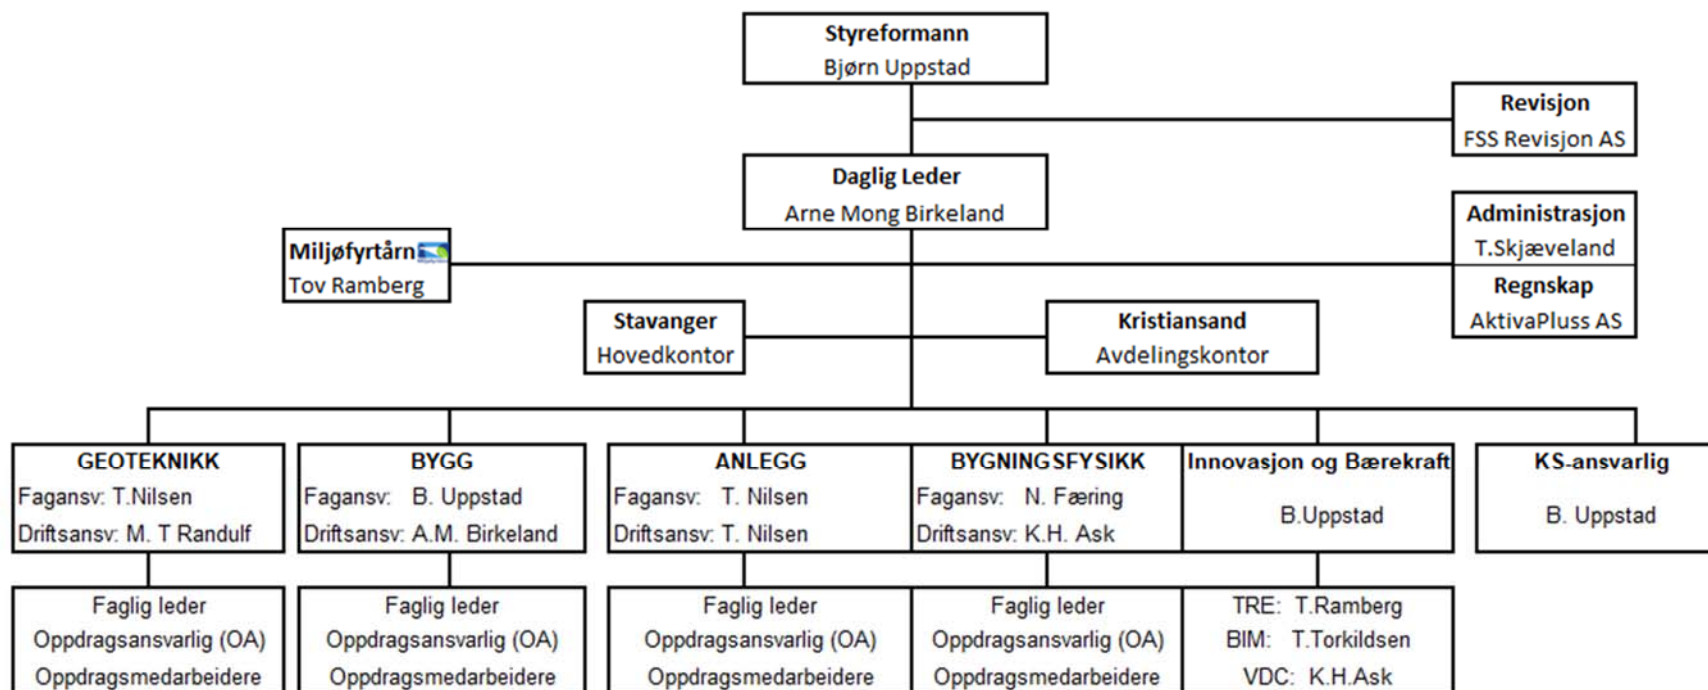 Styreformann
Bjørn Uppstad
Revisjon
FSS Revisjon AS
Daglig Leder
Arne Mong Birkeland
Administrasjon
T.Skjæveland
Regnskap
AktivaPluss AS
Miljøfyrtårn
Tov Ramberg
Stavanger
Hovedkontor
Kristiansand
Avdelingskontor
GEOTEKNIKK
Fagansv: T.Nilsen
Driftsansv: M. T Randulf
BYGG
Fagansv: B. Uppstad
Driftsansv: A.M. Birkeland
ANLEGG
Fagansv: T. Nilsen
Driftsansv: T. Nilsen
BYGNINGSFYSIKK
Fagansv: N. Færing
Driftsansv: K.H. Ask
Innovasjon og Bærekraft
B.Uppstad
KS-ansvarlig
B. Uppstad
Faglig leder
Oppdragsansvarlig (OA)
Oppdragsmedarbeidere
Faglig leder
Oppdragsansvarlig (OA)
Oppdragsmedarbeidere
Faglig leder
Oppdragsansvarlig (OA)
Oppdragsmedarbeidere
Faglig leder
Oppdragsansvarlig (OA)
Oppdragsmedarbeidere
TRE: T.Ramberg
BIM: T.Torkildsen
VDC: K.H.Ask